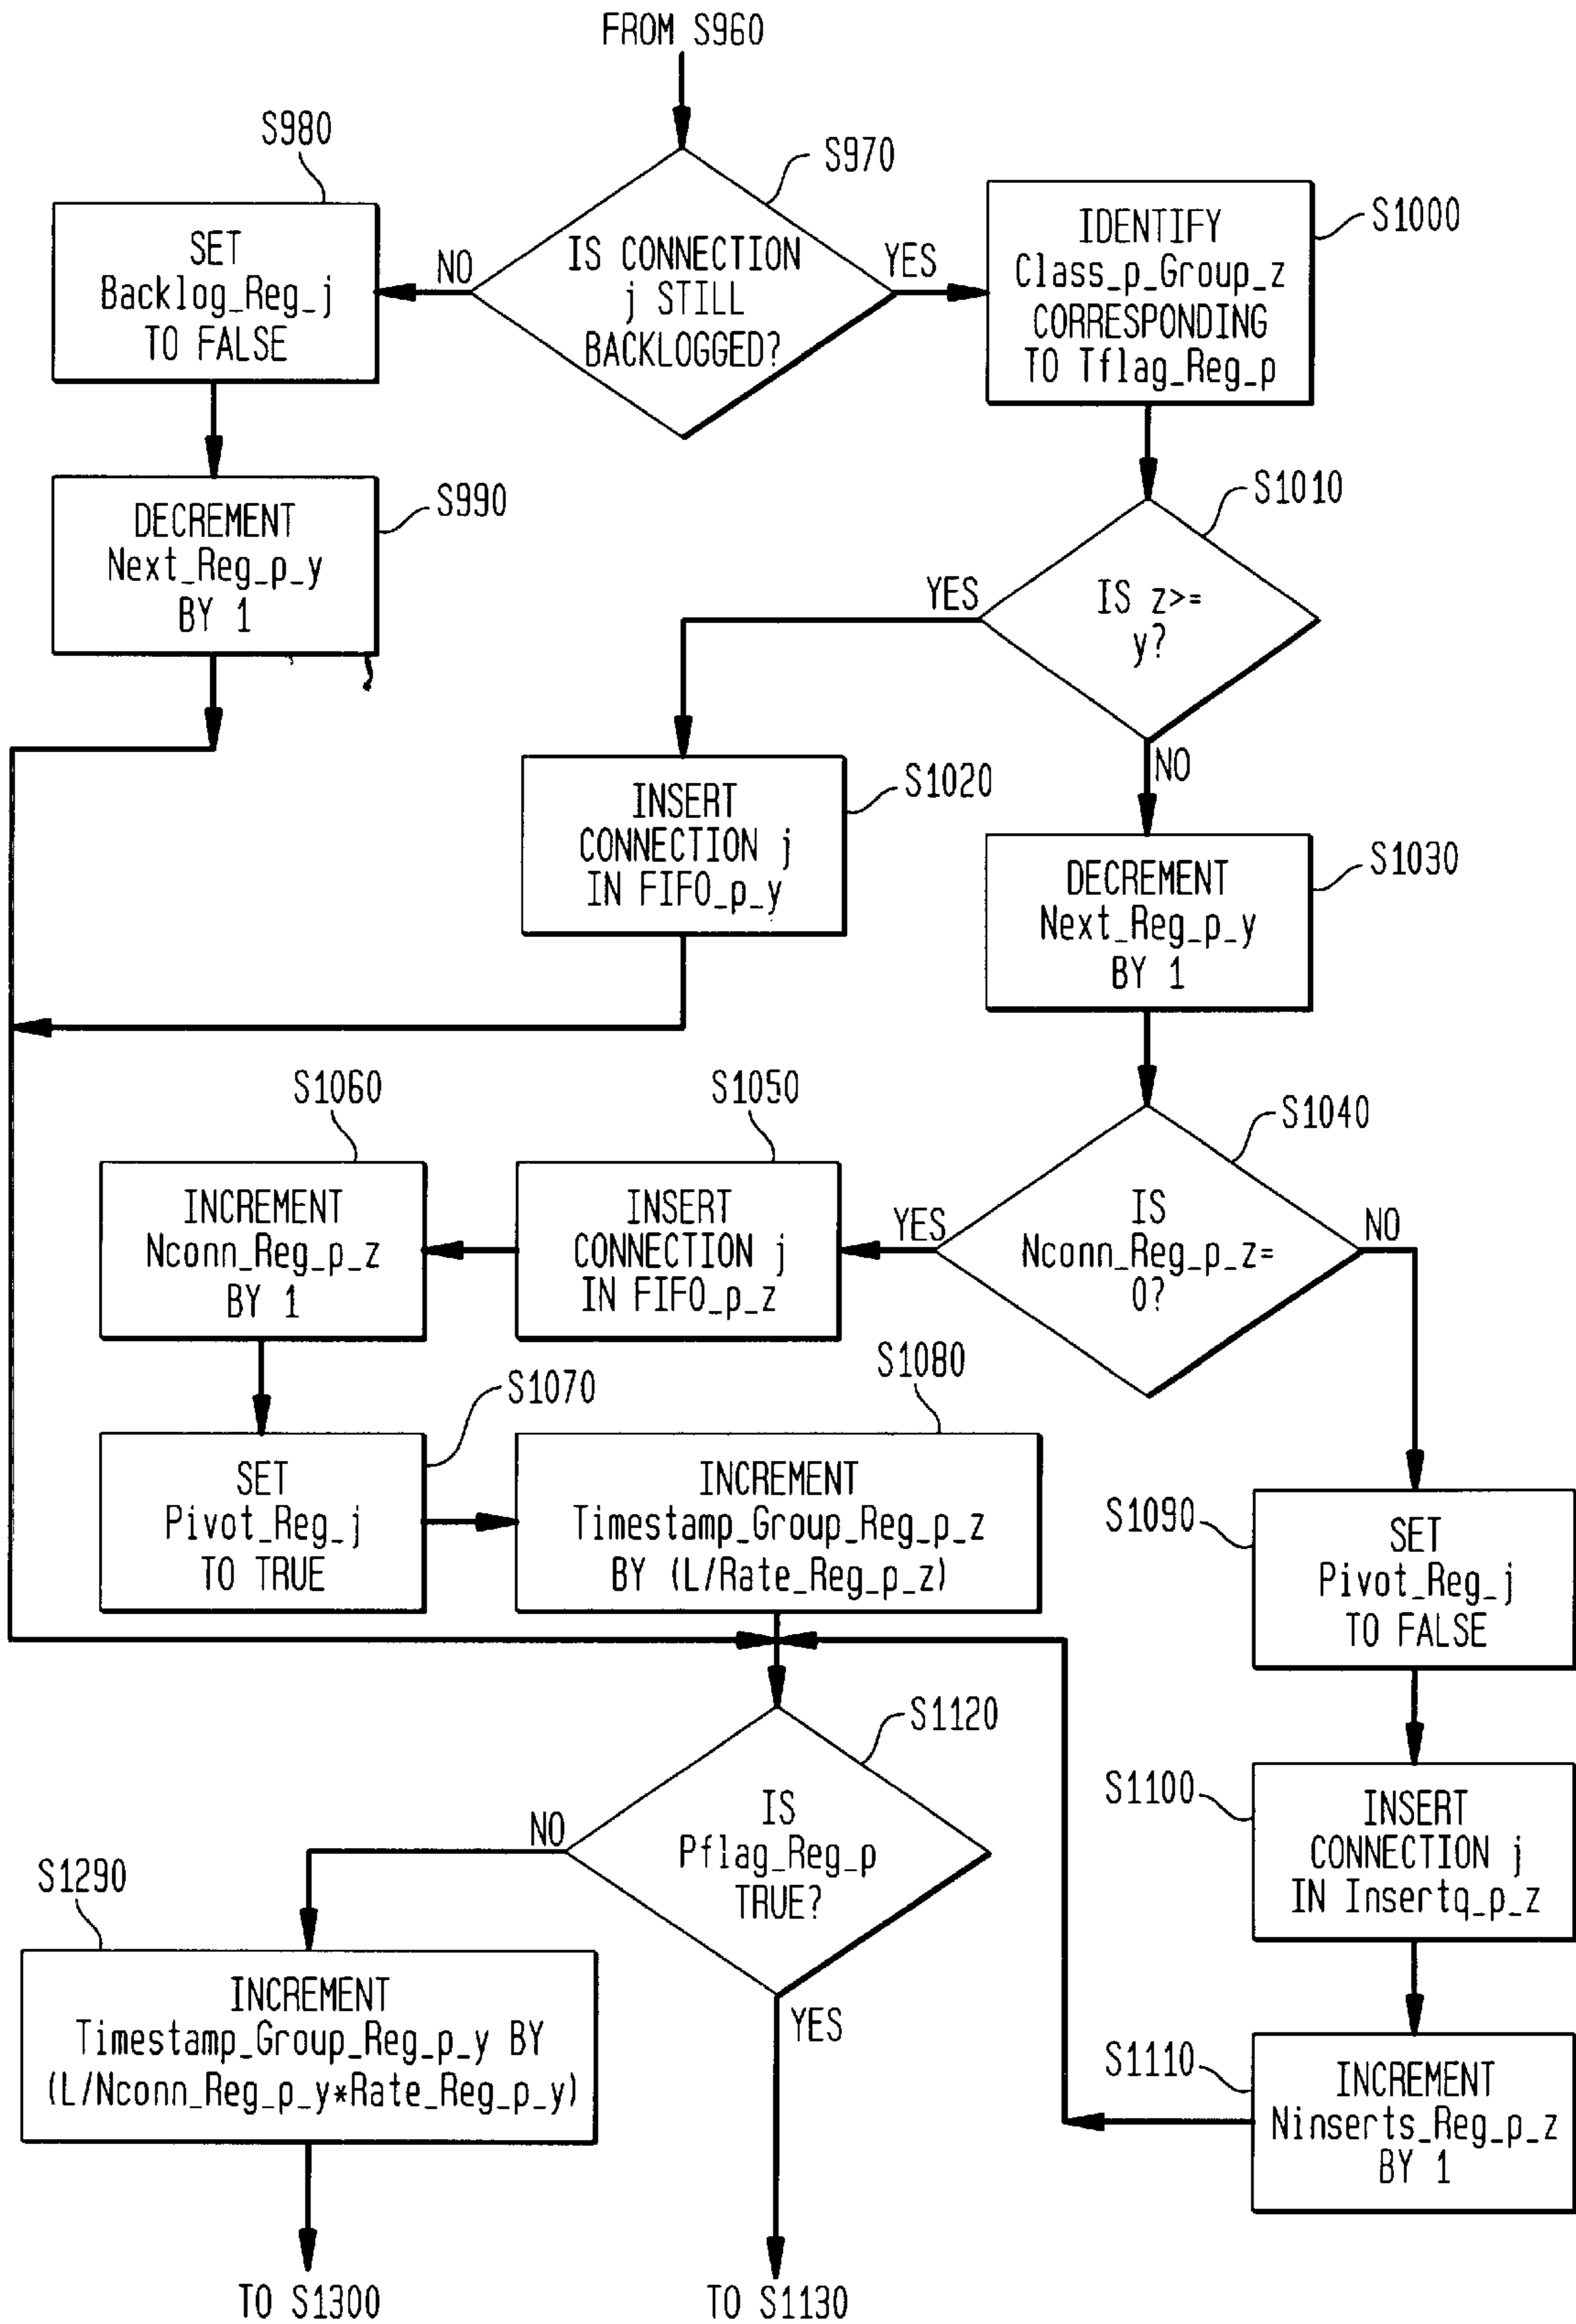 FROM S960
S980
S970
S1000
SET
Backlog_Reg_j
TO FALSE
NO
IS CONNECTION
j STILL
BACKLOGGED?
YES
IDENTIFY
Class_p_Group_z
CORRESPONDING
TO Tflag_Reg_p
S990
DECREMENT
Next_Reg_p_y
BY 1
S1010
YES
IS z>=
y?
NO
S1020
INSERT
CONNECTION j
IN FIFO_p_y
S1030
DECREMENT
Next_Reg_p_y
BY 1
S1060
S1050
S1040
INCREMENT
Nconn_Reg_p_z
BY 1
INSERT
CONNECTION j
IN FIFO_p_z
YES
IS
Nconn_Reg_p_z=
0?
NO
S1070
S1080
SET
Pivot_Reg_j
TO TRUE
INCREMENT
Timestamp_Group_Reg_p_z
BY (L/Rate_Reg_p_z)
S1090
SET
Pivot_Reg_j
TO FALSE
S1120
NO
IS
Pflag_Reg_p
TRUE?
YES
S1100
INSERT
CONNECTION j
IN Insertq_p_z
S1290
INCREMENT
Timestamp_Group_Reg_p_y BY
(L/Nconn_Reg_p_y*Rate_Reg_p_y)
S1110
INCREMENT
Ninserts_Reg_p_z
BY 1
TO S1300
TO S1130